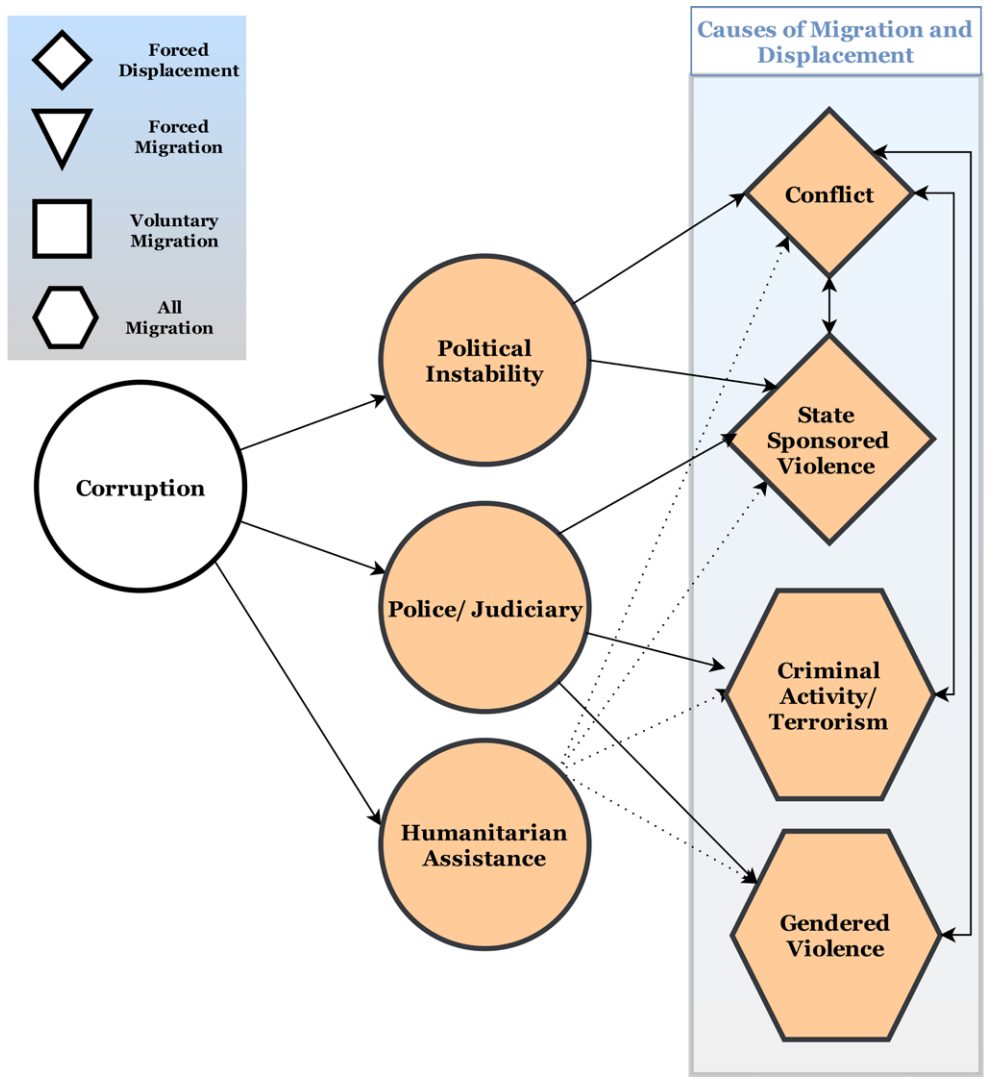 Causes of Migration and
Displacement
Forced
Displacement
Forced
Migration
Voluntary
Migration
All
Migration
Corruption
Political
Instability
Police/ Judiciary
Humanitarian
Assistance
Conflict
State
Sponsored
Violence
Criminal
Activity/
Terrorism
Gendered
Violence